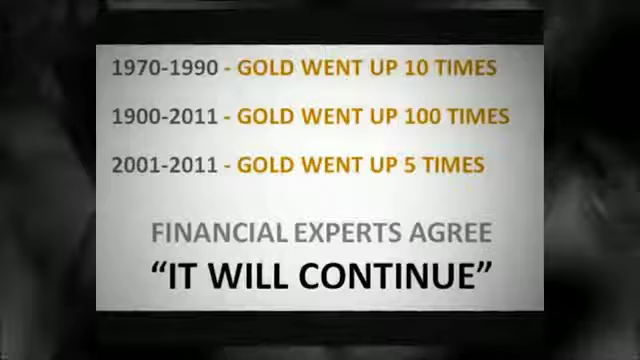 1970-1990 - GOLD WENT UP 10 TIMES
1900-2011 - GOLD WENT UP 100 TIMES
2001-2011 - GOLD WENT UP 5 TIMES
FINANCIAL EXPERTS AGREE
“IT WILL CONTINUE”